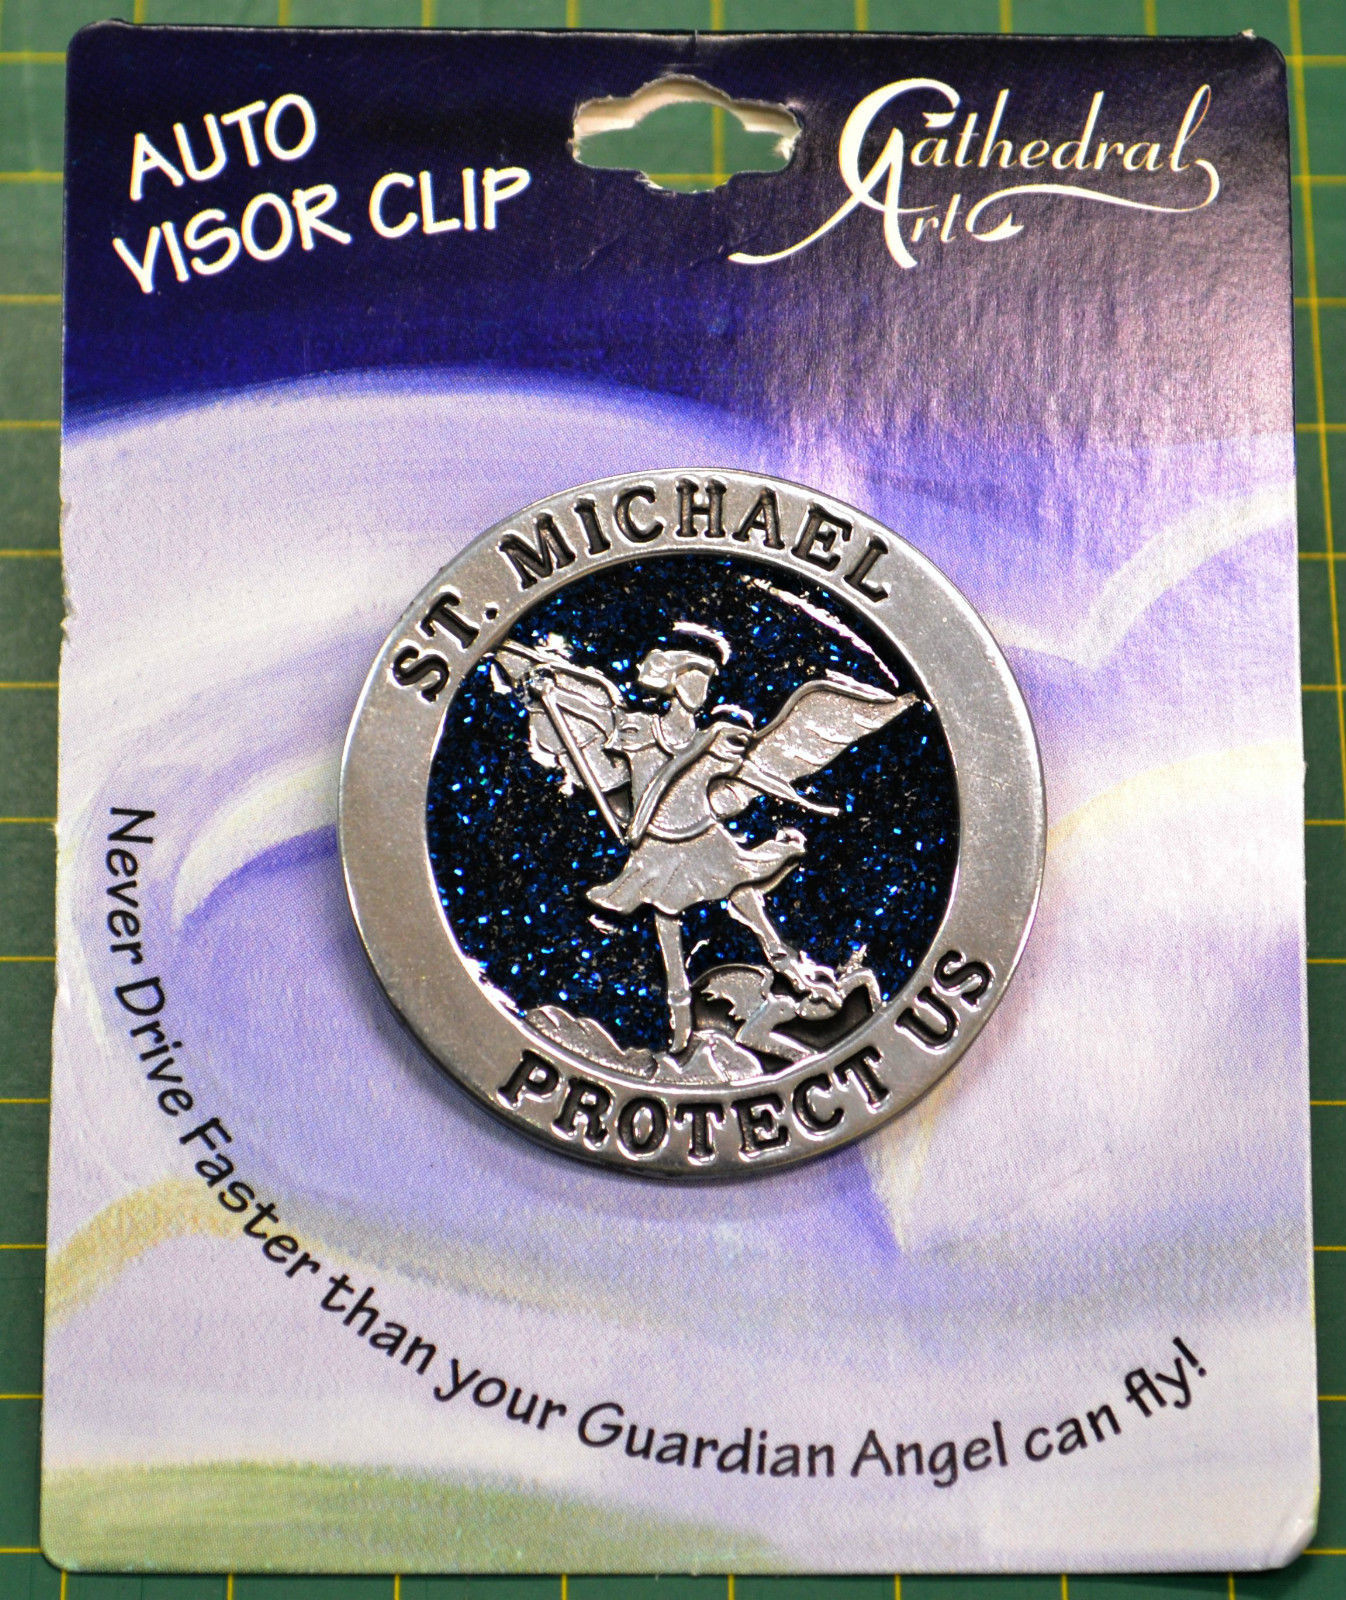 AUTO
VISOR CLIP
Cathedral
Art
ST. MICHAEL
PROTECT US
Never Drive Faster than your Guardian Angel can fly!